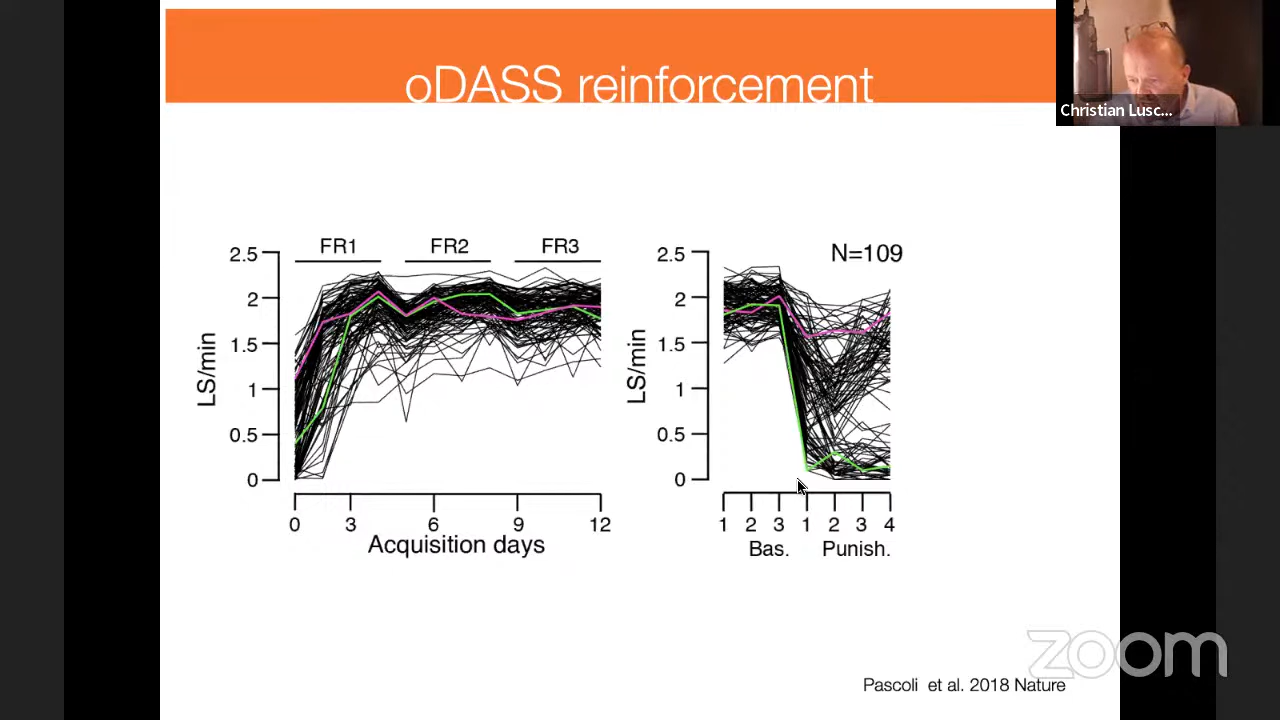 oDASS reinforcement
Christian Lusc...
FR1 FR2 FR3
2.5
2
1.5
1
0.5
0
LS/min
0 3 6 9 12
Acquisition days
N=109
2.5
2
1.5
1
0.5
0
LS/min
1 2 3 1 2 3 4
Bas. Punish.
zoom
Pascoli et al. 2018 Nature